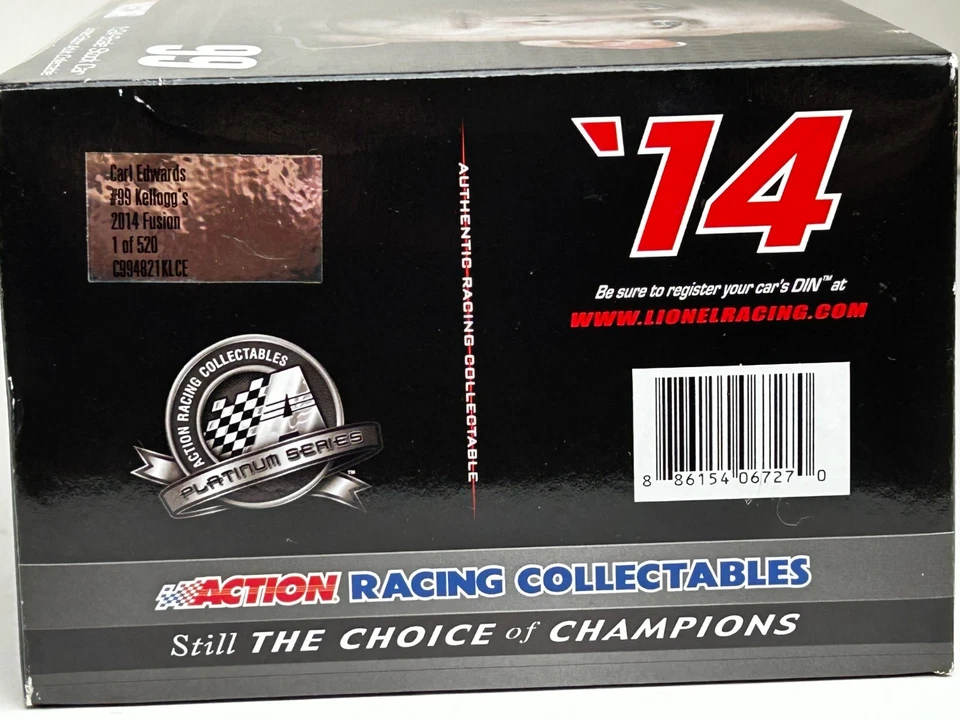 99
Carl Edwards
#99 Kellogg's
2014 Fusion
1 of 520
C994821KLCE
ACTION RACING COLLECTABLES
A
PLATINUM SERIES™
AUTHENTIC RACING COLLECTABLE
'14
Be sure to register your car's DIN™ at
WWW.LIONELRACING.COM
8 86154 06727 0
ACTION RACING COLLECTABLES
Still THE CHOICE of CHAMPIONS